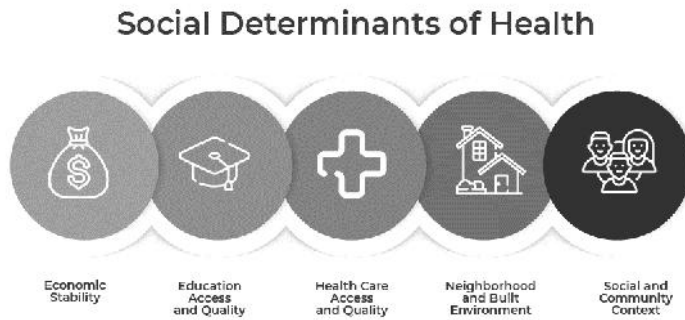 Social Determinants of Health
$
Economic
Stability
Education
Access
and Quality
Health Care
Access
and Quality
Neighborhood
and Built
Environment
Social and
Community
Context